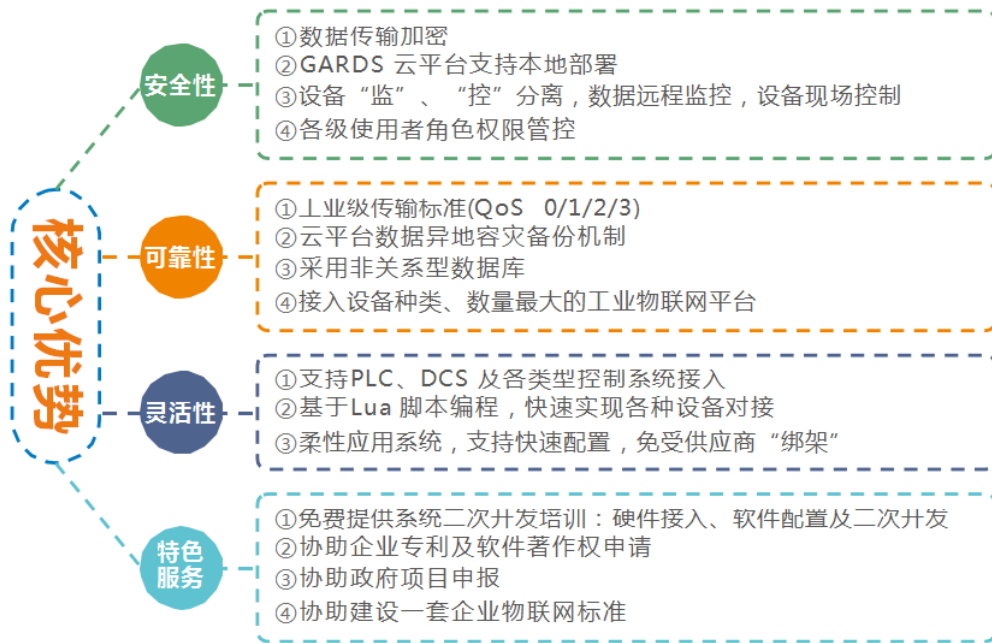 核心优势
安全性
①数据传输加密
②GARDS 云平台支持本地部署
③设备“监”、“控”分离，数据远程监控，设备现场控制
④各级使用者角色权限管控
可靠性
①工业级传输标准(QoS 0/1/2/3)
②云平台数据异地容灾备份机制
③采用非关系型数据库
④接入设备种类、数量最大的工业物联网平台
灵活性
①支持PLC、DCS 及各类型控制系统接入
②基于Lua 脚本编程，快速实现各种设备对接
③柔性应用系统，支持快速配置，免受供应商“绑架”
特色
服务
①免费提供系统二次开发培训：硬件接入、软件配置及二次开发
②协助企业专利及软件著作权申请
③协助政府项目申报
④协助建设一套企业物联网标准